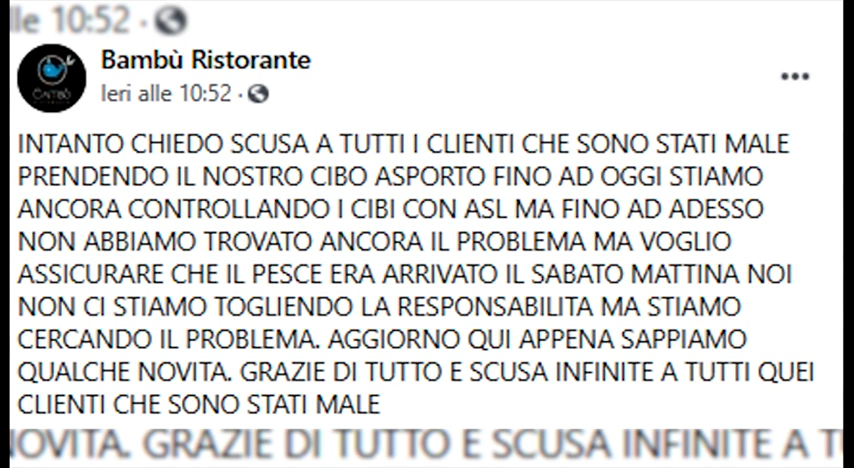 lle 10:52 ·
Bambù Ristorante
Ieri alle 10:52 ·
INTANTO CHIEDO SCUSA A TUTTI I CLIENTI CHE SONO STATI MALE
PRENDENDO IL NOSTRO CIBO ASPORTO FINO AD OGGI STIAMO
ANCORA CONTROLLANDO I CIBI CON ASL MA FINO AD ADESSO
NON ABBIAMO TROVATO ANCORA IL PROBLEMA MA VOGLIO
ASSICURARE CHE IL PESCE ERA ARRIVATO IL SABATO MATTINA NOI
NON CI STIAMO TOGLIENDO LA RESPONSABILITA MA STIAMO
CERCANDO IL PROBLEMA. AGGIORNO QUI APPENA SAPPIAMO
QUALCHE NOVITA. GRAZIE DI TUTTO E SCUSA INFINITE A TUTTI QUEI
CLIENTI CHE SONO STATI MALE
NOVITA. GRAZIE DI TUTTO E SCUSA INFINITE A T